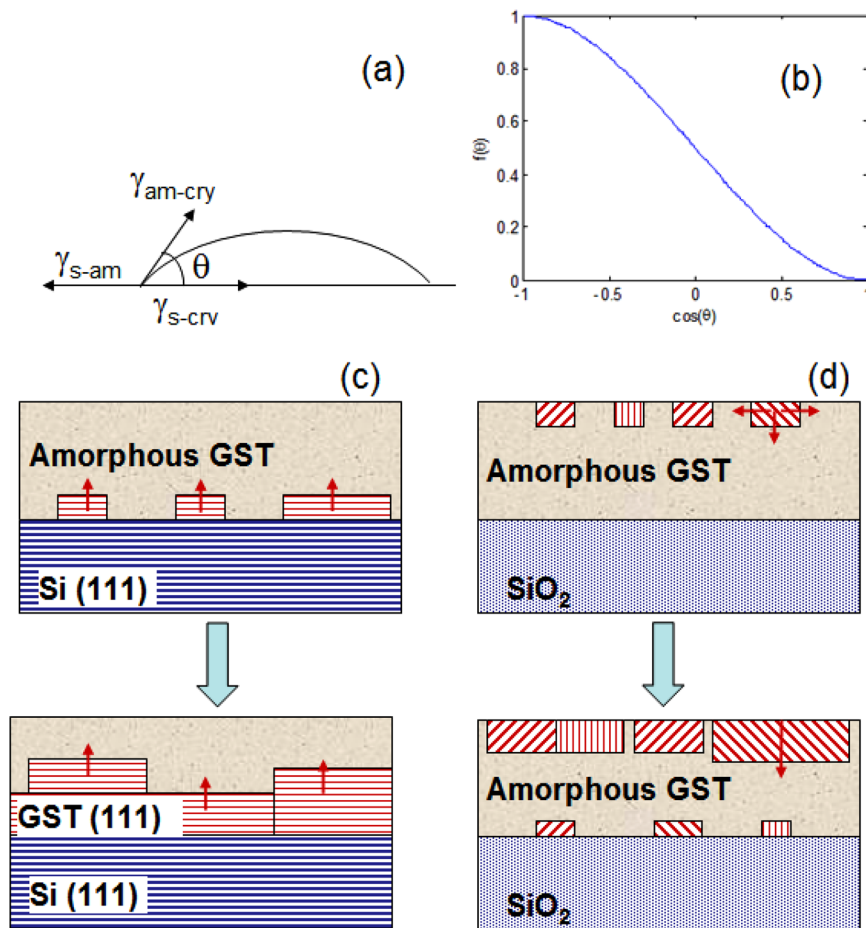 (a)
γam-cry
γs-am
θ
γs-crv
(b)
1
0.8
0.6
0.4
0.2
0
f(θ)
-1 -0.5 0 0.5 1
cos(θ)
(c)
Amorphous GST
Si (111)
GST (111)
Si (111)
(d)
Amorphous GST
SiO2
Amorphous GST
SiO2